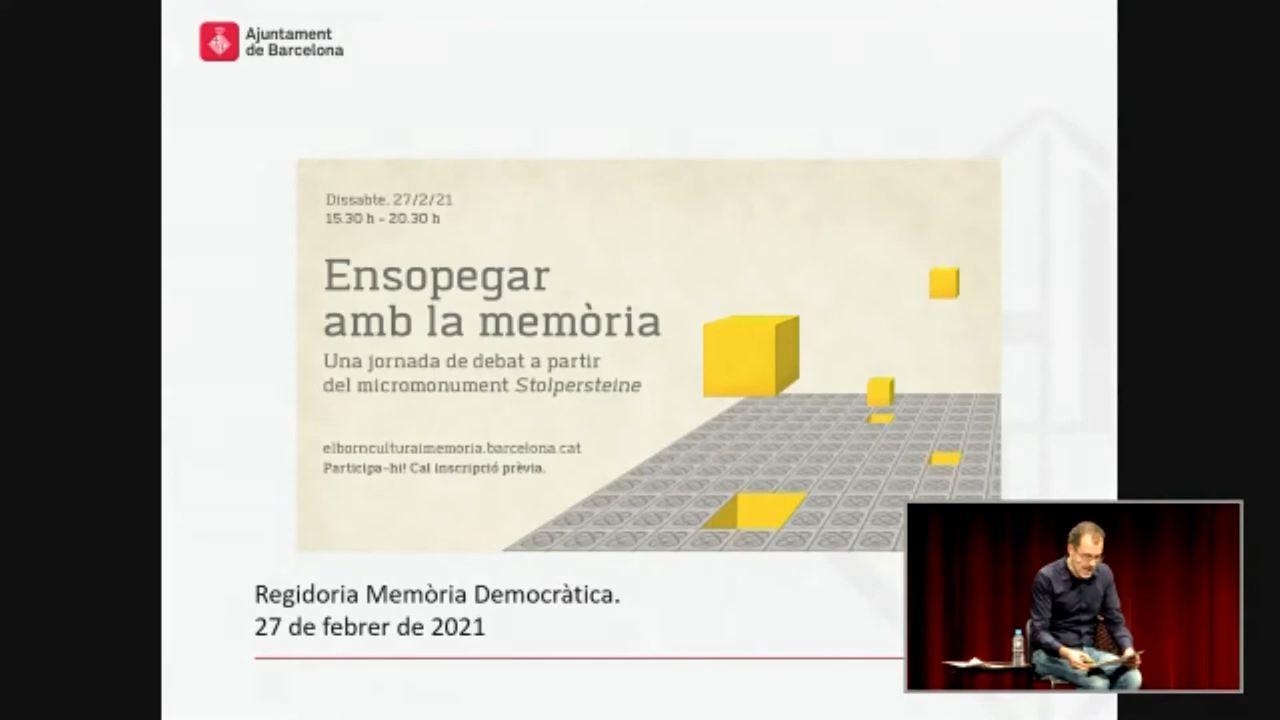 Ajuntament
de Barcelona
Dissabte, 27/2/21
15.30 h - 20.30 h
Ensopegar
amb la memòria
Una jornada de debat a partir
del micromonument Stolpersteine
elbornculturaimemoria.barcelona.cat
Participa-hi! Cal inscripció prèvia.
Regidoria Memòria Democràtica.
27 de febrer de 2021